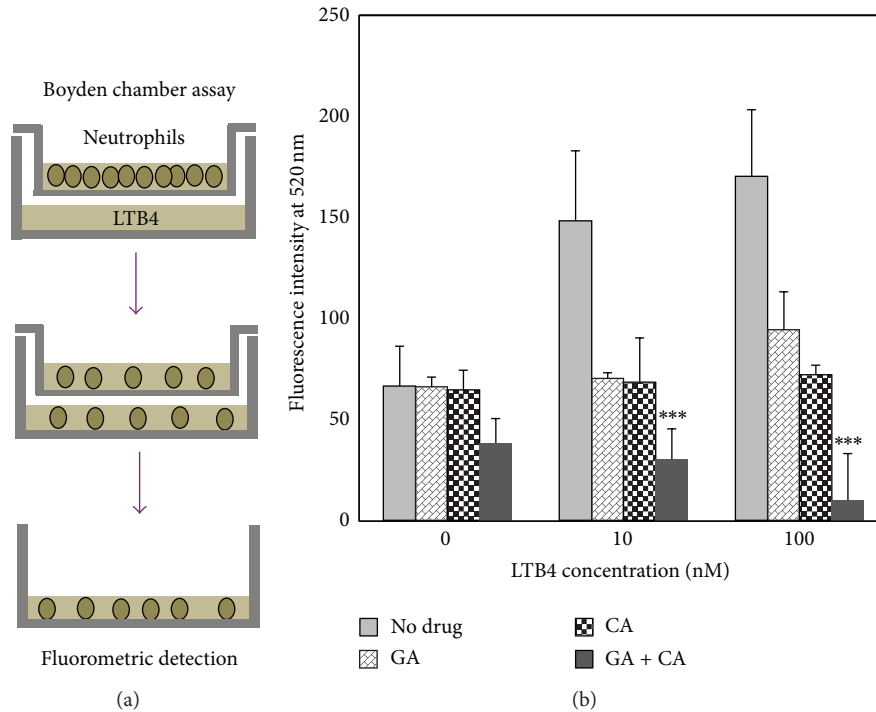 Boyden chamber assay
Neutrophils
LTB4
Fluorometric detection
(a)
Fluorescence intensity at 520 nm
250
200
150
100
50
0
***
***
0 10 100
LTB4 concentration (nM)
No drug
GA
CA
GA + CA
(b)